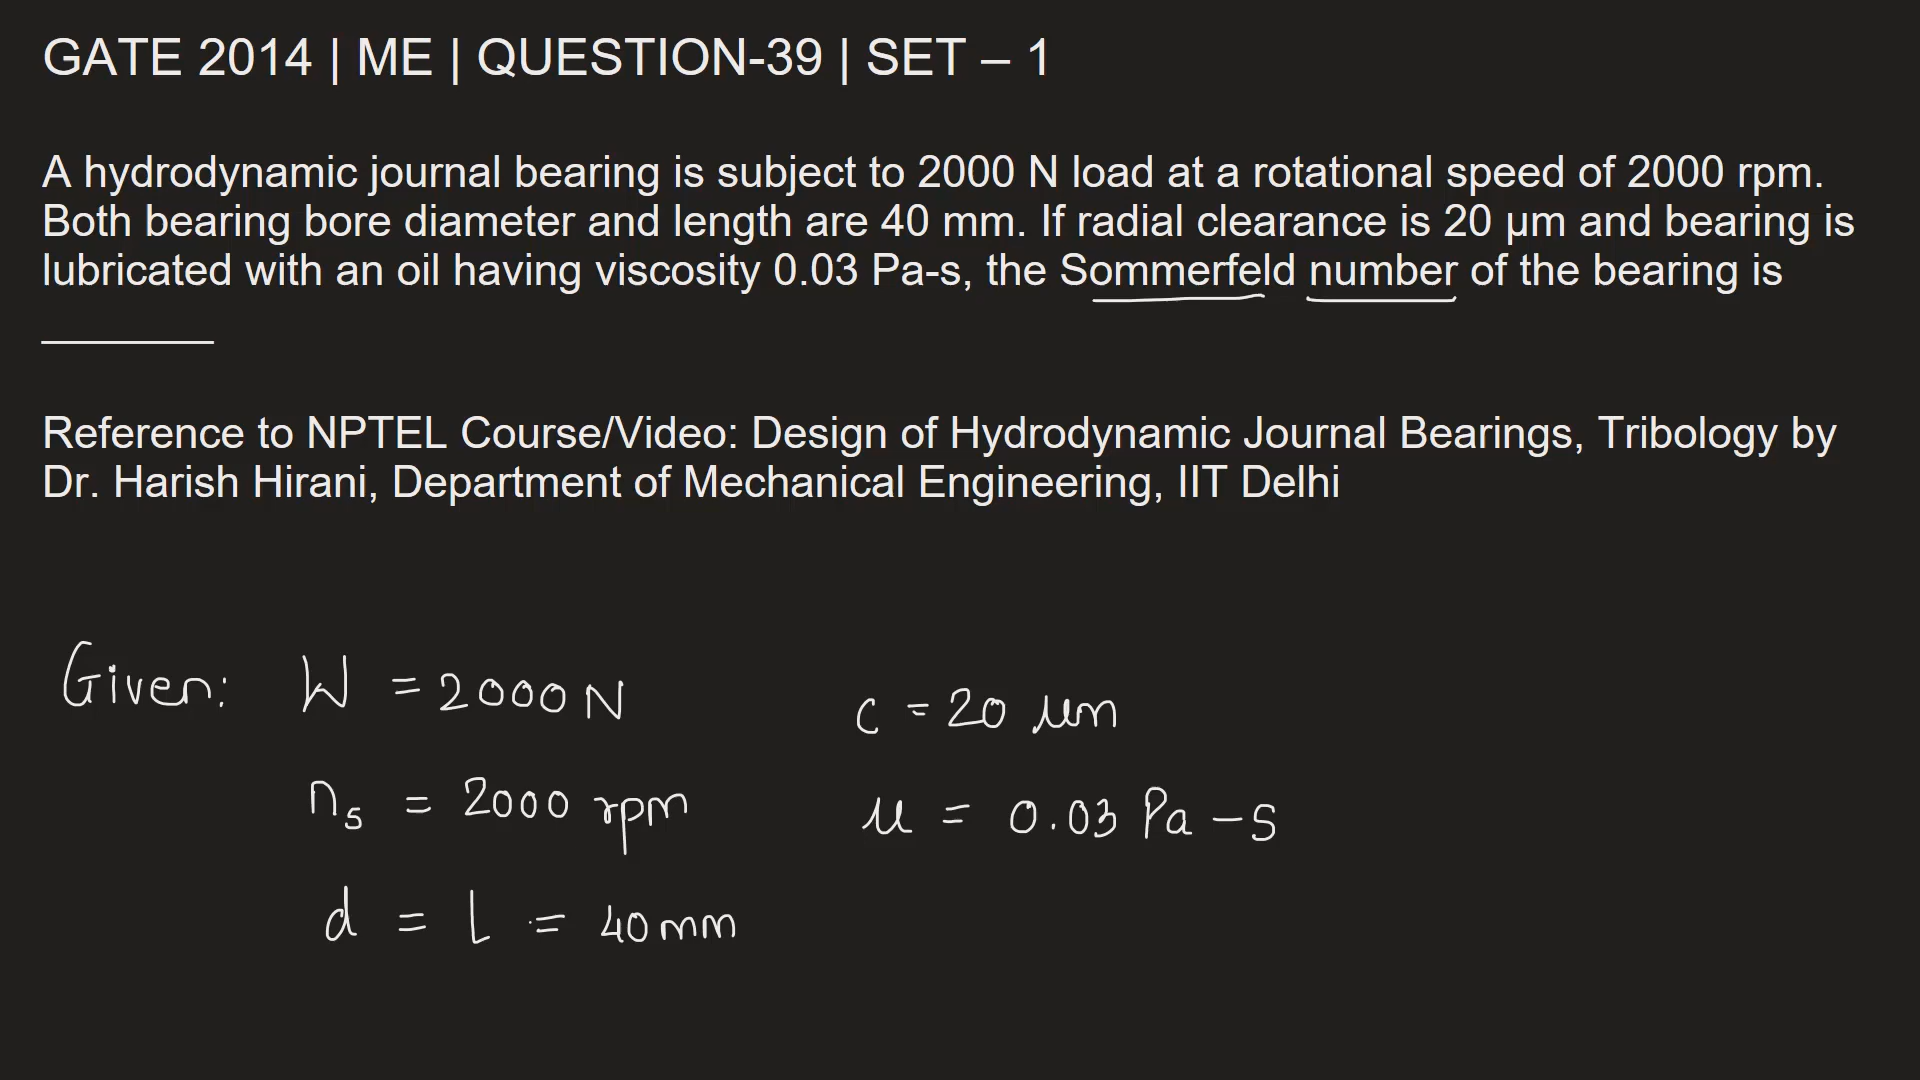 GATE 2014 | ME | QUESTION-39 | SET – 1
A hydrodynamic journal bearing is subject to 2000 N load at a rotational speed of 2000 rpm.
Both bearing bore diameter and length are 40 mm. If radial clearance is 20 μm and bearing is
lubricated with an oil having viscosity 0.03 Pa-s, the Sommerfeld number of the bearing is
________
Reference to NPTEL Course/Video: Design of Hydrodynamic Journal Bearings, Tribology by
Dr. Harish Hirani, Department of Mechanical Engineering, IIT Delhi
Given: W = 2000 N
c = 20 μm
n_s = 2000 rpm
μ = 0.03 Pa-s
d = L = 40mm